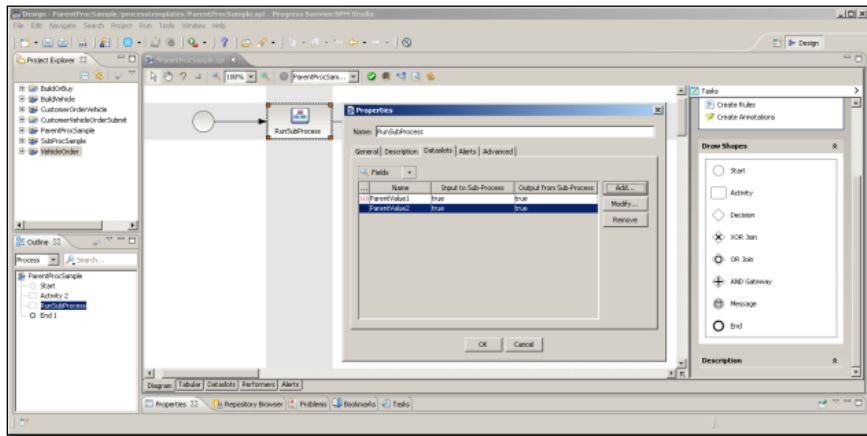 Design - ParentProcSample/processtemplates/ParentProcSample.spt - Progress Savvion BPM Studio
File Edit Navigate Search Project Run Tools Window Help
Design
Project Explorer
ParentProcSample.spt
100%
ParentProcSam...
BuildOrBuy
BuildVehicle
CustomerOrderVehicle
CustomerVehicleOrderSubmit
ParentProcSample
SubProcSample
VehicleOrder
RunSubProcess
Properties
Name: RunSubProcess
General Description Dataslots Alerts Advanced
Fields
... Name Input to Sub-Process Output from Sub-Process
ParentValue1 true true
ParentValue2 true true
Add...
Modify...
Remove
OK Cancel
Tasks
Create Rules
Create Annotations
Draw Shapes
Start
Activity
Decision
XOR Join
OR Join
AND Gateway
Message
End
Description
Outline
Process Search...
ParentProcSample
Start
Activity 2
RunSubProcess
End 1
Diagram Tabular Dataslots Performers Alerts
Properties Repository Browser Problems Bookmarks Tasks